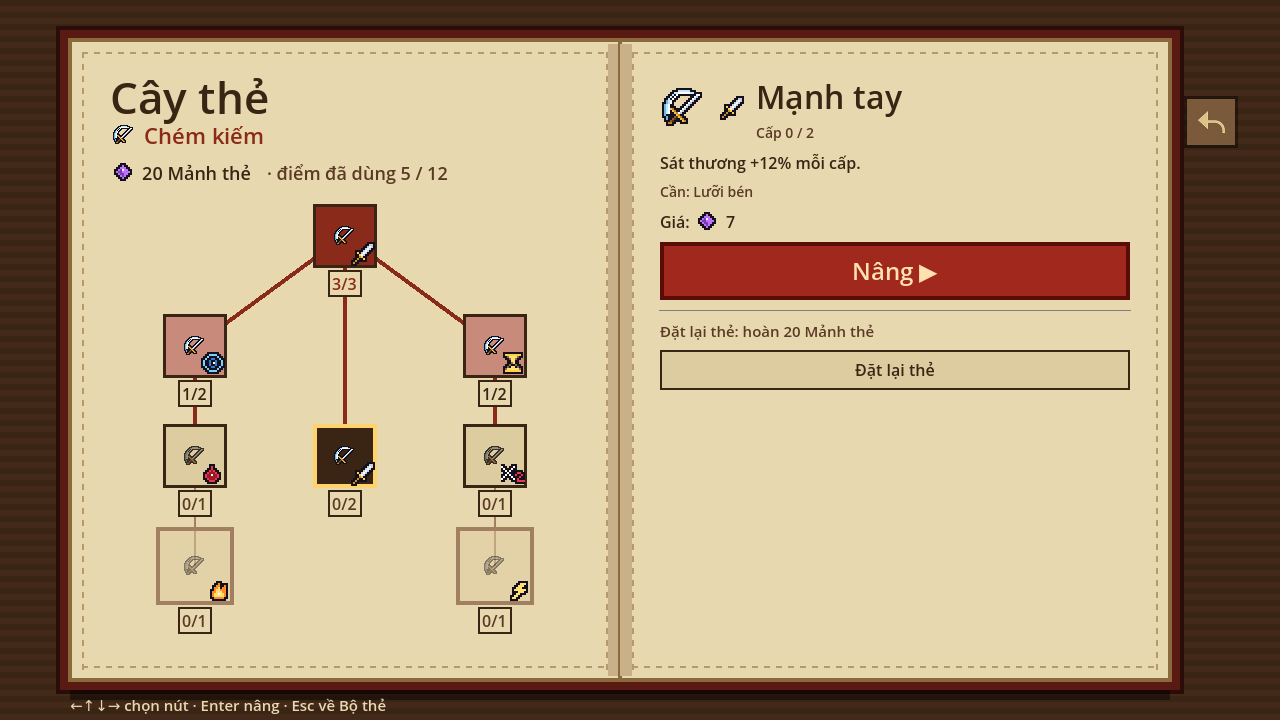 Cây thẻ
Chém kiếm
20 Mảnh thẻ · điểm đã dùng 5 / 12
3/3
1/2
1/2
0/1
0/2
0/1
0/1
0/1
Mạnh tay
Cấp 0 / 2
Sát thương +12% mỗi cấp.
Cần: Lưỡi bén
Giá: 7
Nâng ▶
Đặt lại thẻ: hoàn 20 Mảnh thẻ
Đặt lại thẻ
←↑↓→ chọn nút · Enter nâng · Esc về Bộ thẻ